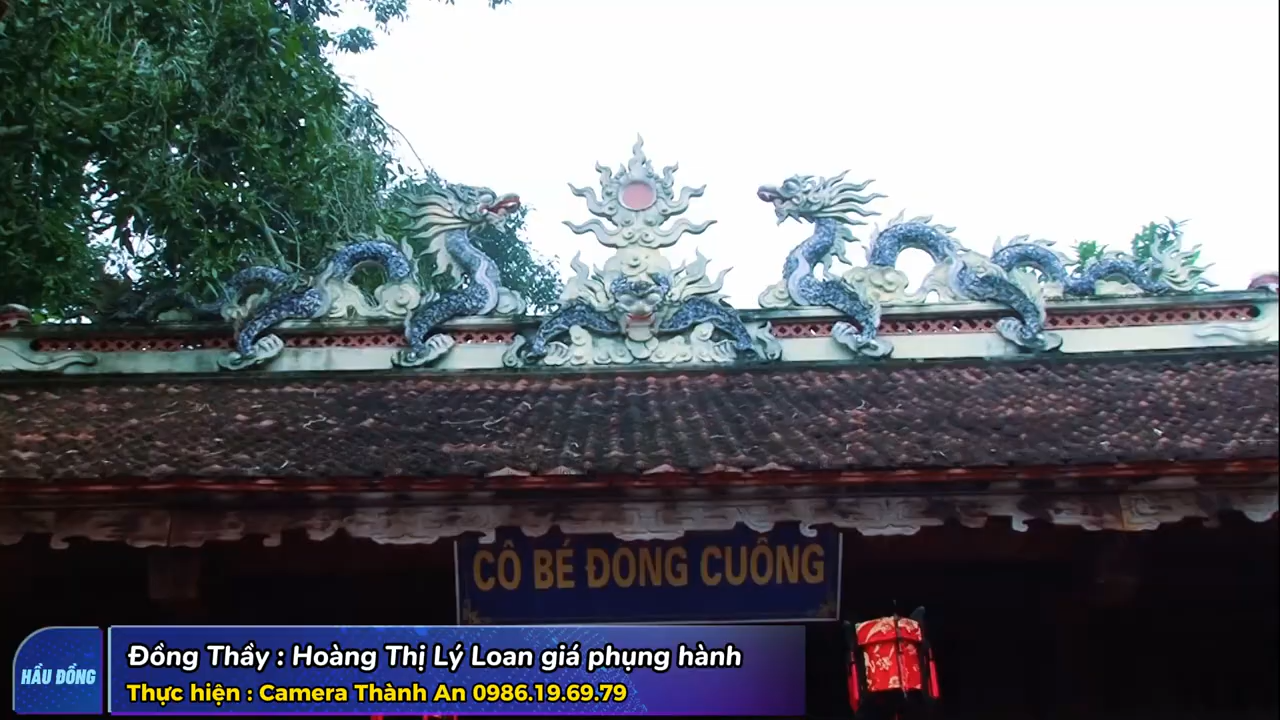 CÔ BÉ ĐONG CUÔNG
HẦU ĐỒNG
Đồng Thầy : Hoàng Thị Lý Loan giá phụng hành
Thực hiện : Camera Thành An 0986.19.69.79